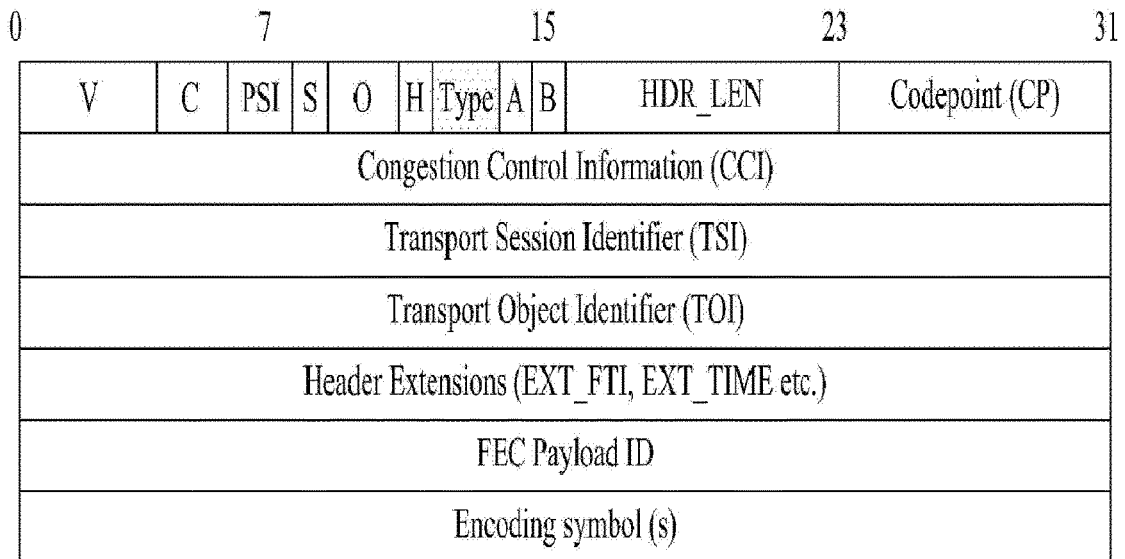 0 7 15 23 31
V C PSI S O H Type A B HDR_LEN Codepoint (CP)
Congestion Control Information (CCI)
Transport Session Identifier (TSI)
Transport Object Identifier (TOI)
Header Extensions (EXT_FTI, EXT_TIME etc.)
FEC Payload ID
Encoding symbol (s)